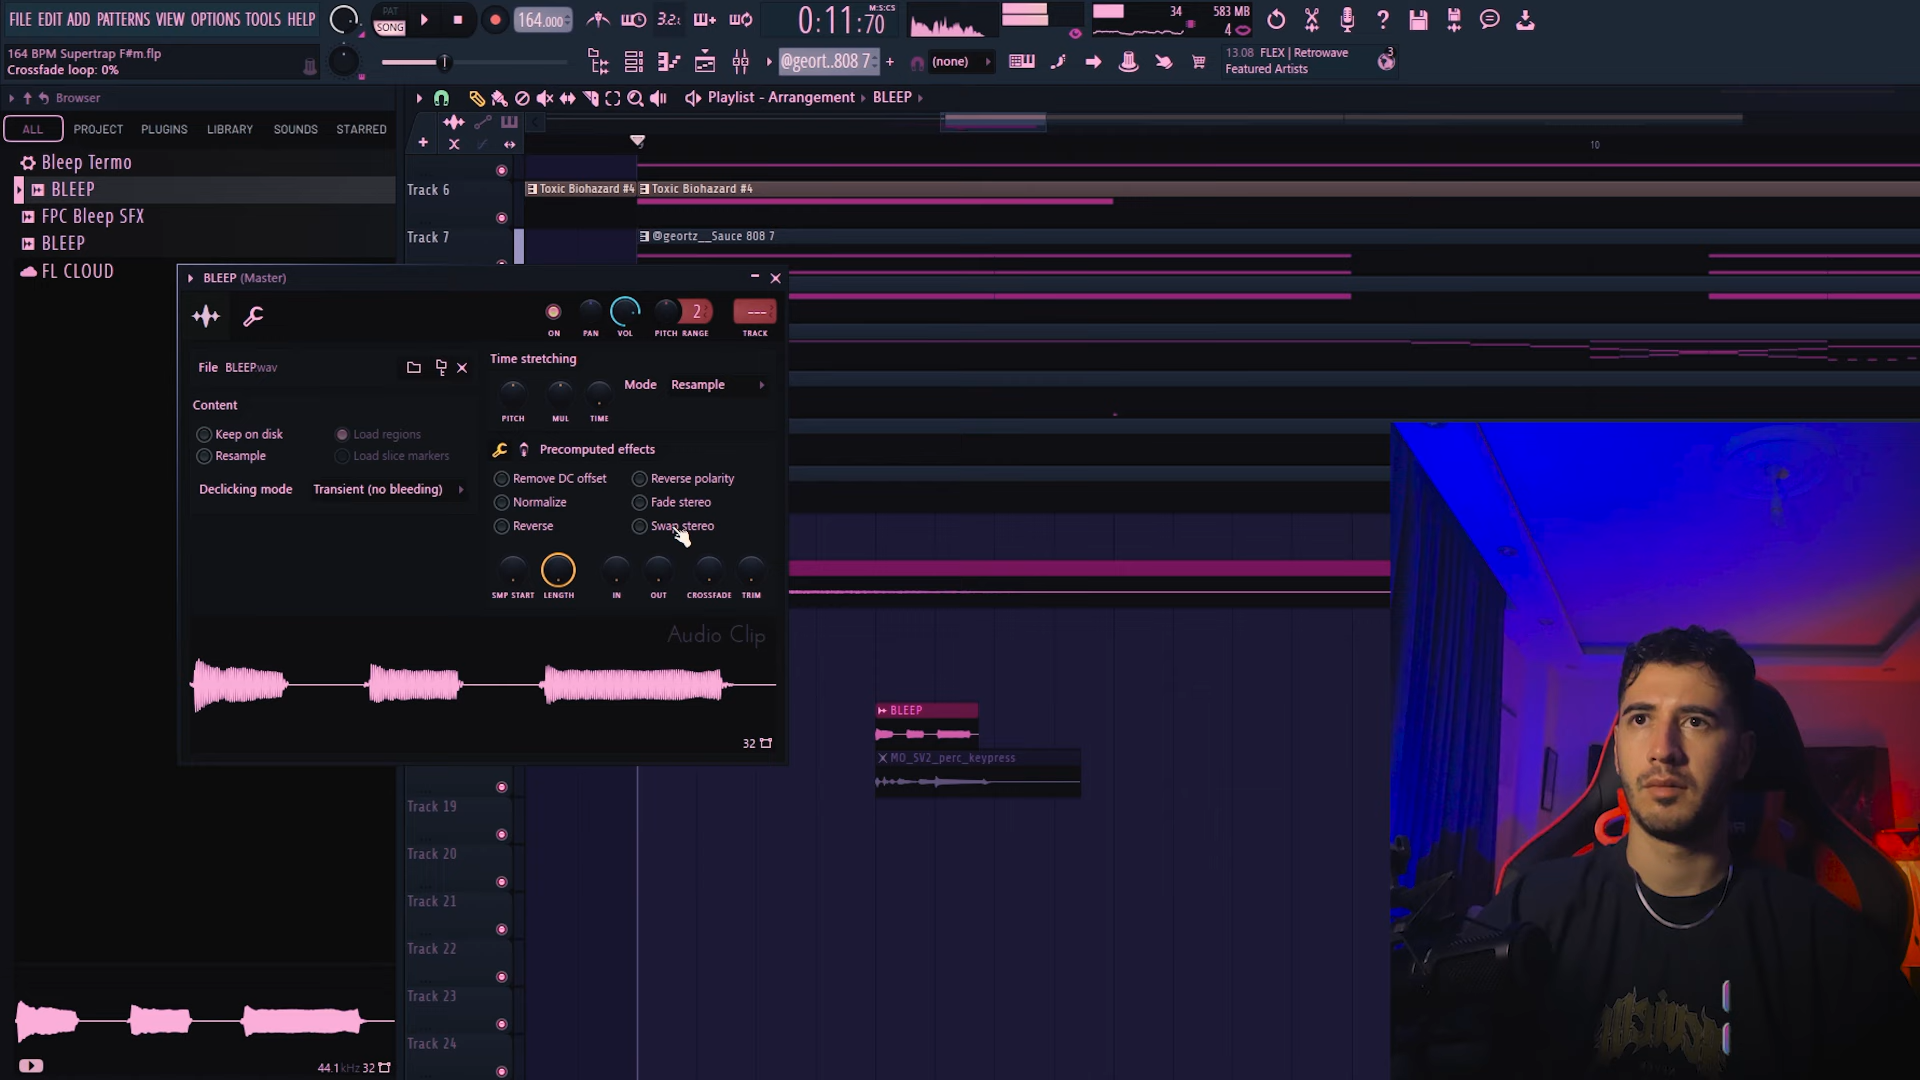 FILE EDIT ADD PATTERNS VIEW OPTIONS TOOLS HELP
PAT
SONG
164.000
3.2
0:11:70
M:S:CS
34
583 MB
4
?
164 BPM Supertrap F#m.flp
Crossfade loop: 0%
@geort..808 7
+
(none)
13.08 FLEX | Retrowave
Featured Artists
3
Browser
Playlist - Arrangement
BLEEP
ALL
PROJECT
PLUGINS
LIBRARY
SOUNDS
STARRED
10
Bleep Termo
BLEEP
FPC Bleep SFX
BLEEP
FL CLOUD
Track 6
Toxic Biohazard #4
Toxic Biohazard #4
Track 7
@geortz__Sauce 808 7
BLEEP (Master)
2
---
ON
PAN
VOL
PITCH
RANGE
TRACK
File BLEEP.wav
Time stretching
Mode Resample
PITCH
MUL
TIME
Content
Keep on disk
Load regions
Resample
Load slice markers
Declicking mode
Transient (no bleeding)
Precomputed effects
Remove DC offset
Reverse polarity
Normalize
Fade stereo
Reverse
Swap stereo
SMP START
LENGTH
IN
OUT
CROSSFADE
TRIM
Audio Clip
32
BLEEP
MO_SV2_perc_keypress
Track 19
Track 20
Track 21
Track 22
Track 23
Track 24
44.1kHz 32